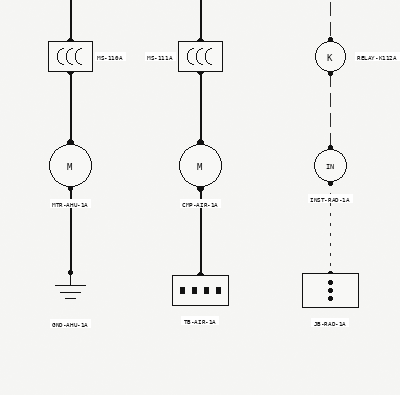 MS-116A
MS-111A
K
RELAY-K112A
M
M
IN
MTR-AHU-1A
CMP-AIR-1A
INST-RAD-1A
GND-AHU-1A
TB-AIR-1A
JB-RAD-1A